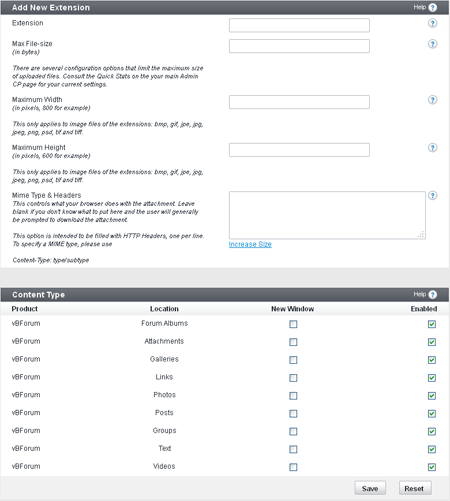 Add New Extension Help ?
Extension ?
Max File-size ?
(in bytes)
There are several configuration options that limit the maximum size
of uploaded files. Consult the Quick Stats on your main Admin
CP page for your current settings.
Maximum Width ?
(in pixels, 800 for example)
This only applies to image files of the extensions: bmp, gif, jpe, jpg,
jpeg, png, psd, tif and tiff.
Maximum Height ?
(in pixels, 600 for example)
This only applies to image files of the extensions: bmp, gif, jpe, jpg,
jpeg, png, psd, tif and tiff.
Mime Type & Headers ?
This controls what your browser does with the attachment. Leave
blank if you don't know what to put here and the user will generally
be prompted to download the attachment.
This option is intended to be filled with HTTP Headers, one per line.
To specify a MIME type, please use
Increase Size
Content-Type: type/subtype
Content Type Help ?
Product Location New Window Enabled
vBForum Forum Albums
vBForum Attachments
vBForum Galleries
vBForum Links
vBForum Photos
vBForum Posts
vBForum Groups
vBForum Text
vBForum Videos
Save Reset